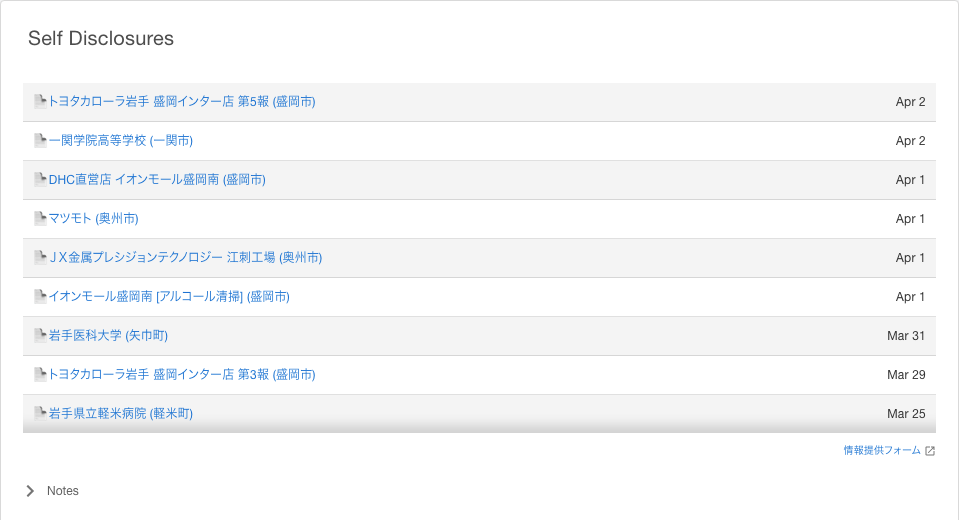 Self Disclosures
トヨタカローラ岩手 盛岡インター店 第5報 (盛岡市) Apr 2
一関学院高等学校 (一関市) Apr 2
DHC直営店 イオンモール盛岡南 (盛岡市) Apr 1
マツモト (奥州市) Apr 1
ＪＸ金属プレシジョンテクノロジー 江刺工場 (奥州市) Apr 1
イオンモール盛岡南 [アルコール清掃] (盛岡市) Apr 1
岩手医科大学 (矢巾町) Mar 31
トヨタカローラ岩手 盛岡インター店 第3報 (盛岡市) Mar 29
岩手県立軽米病院 (軽米町) Mar 25
情報提供フォーム
Notes